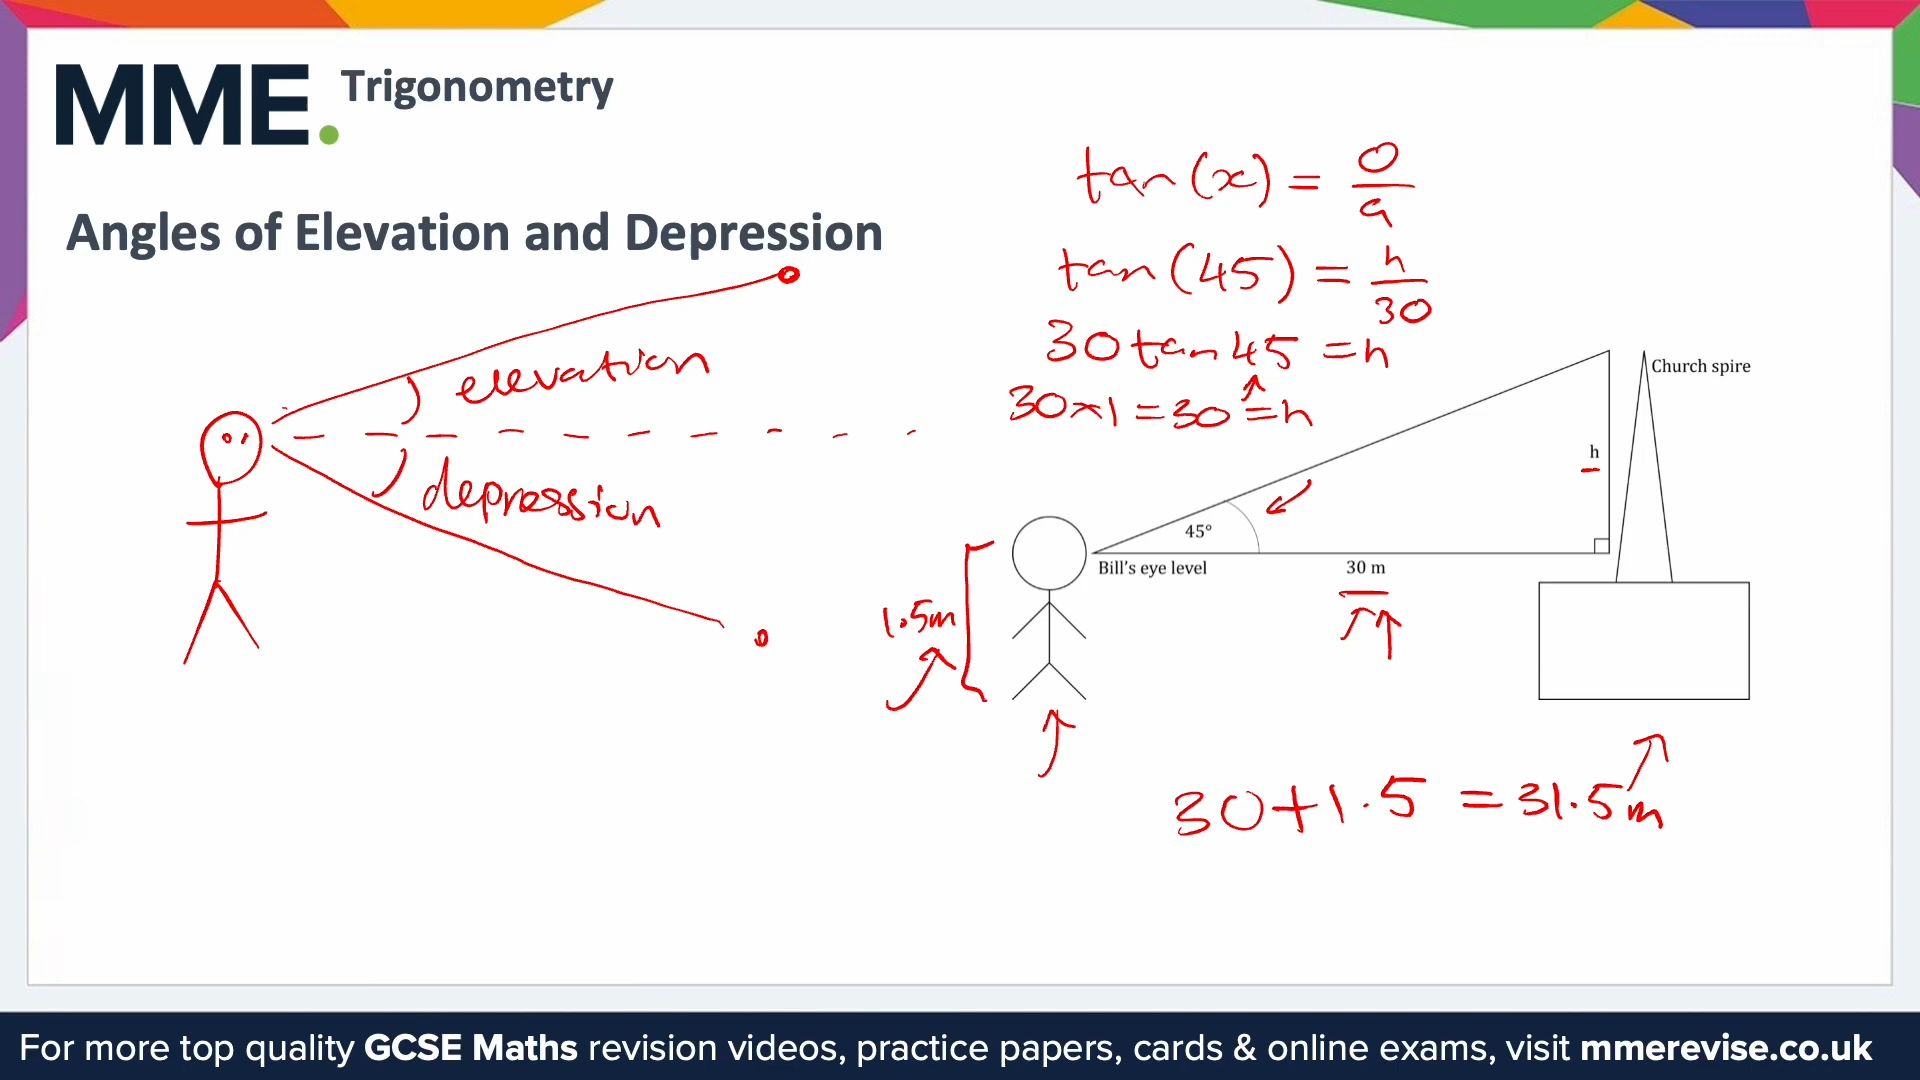 MME.
Trigonometry
Angles of Elevation and Depression
elevation
depression
tan(x) = o/a
tan(45) = h/30
30tan45 = h
30×1 = 30 = h
Church spire
h
45°
Bill's eye level
30 m
1.5m
30+1.5 = 31.5m
For more top quality GCSE Maths revision videos, practice papers, cards & online exams, visit mmerevise.co.uk